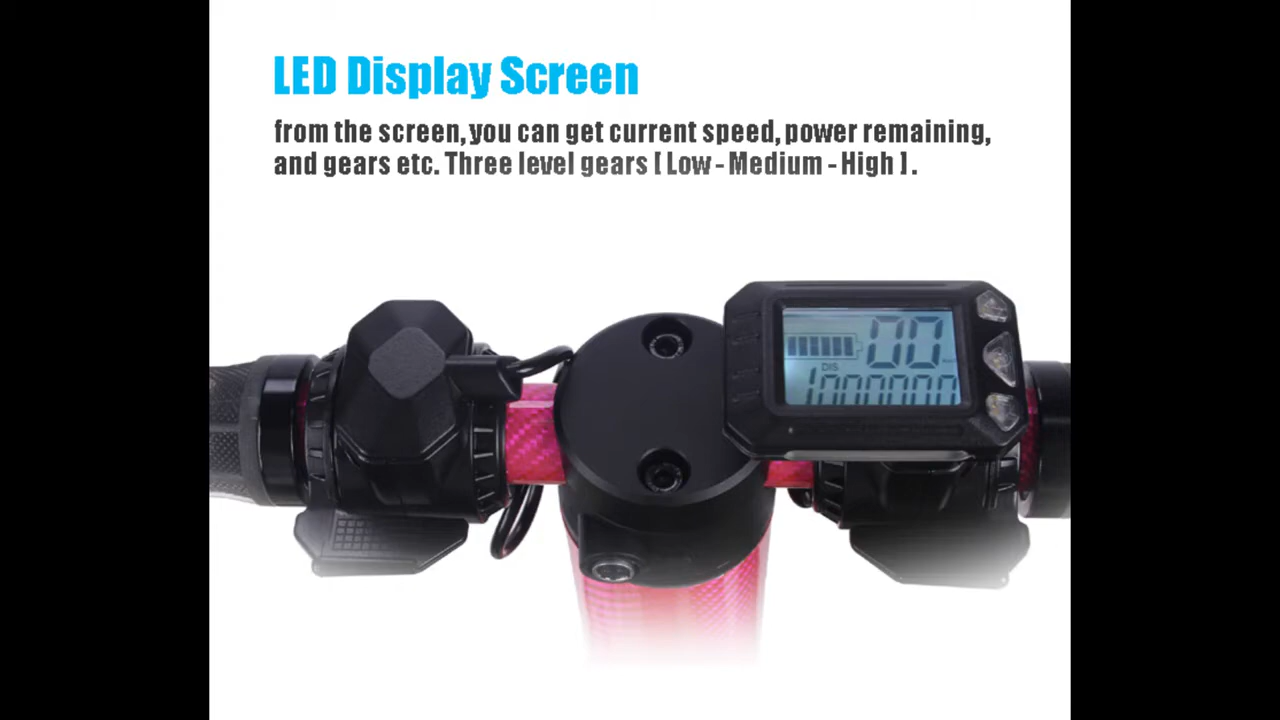 LED Display Screen
from the screen, you can get current speed, power remaining,
and gears etc. Three level gears [ Low - Medium - High ] .
00
DIS
1000000